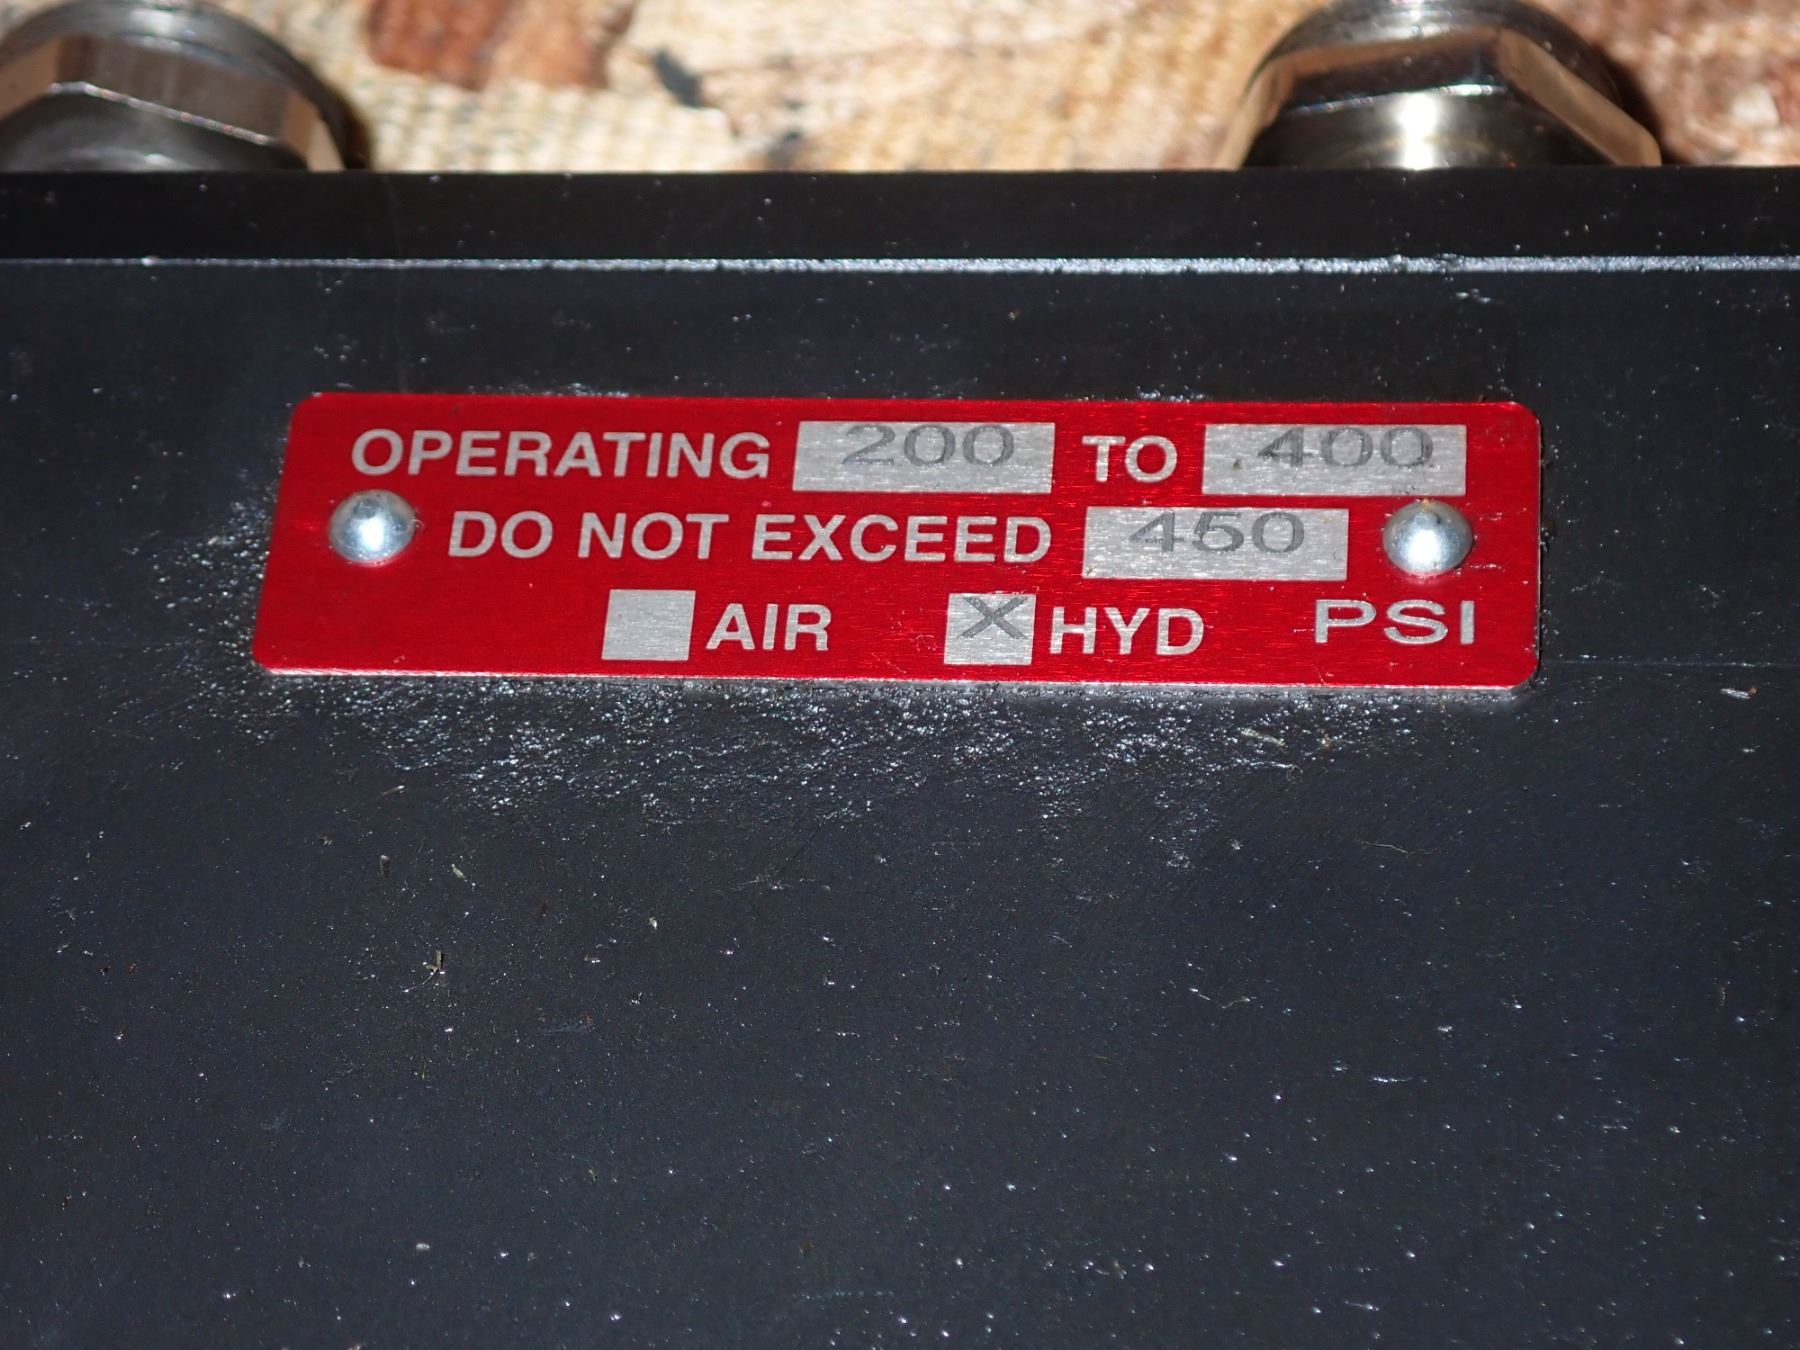 OPERATING 200 TO 400
DO NOT EXCEED 450
AIR X HYD PSI